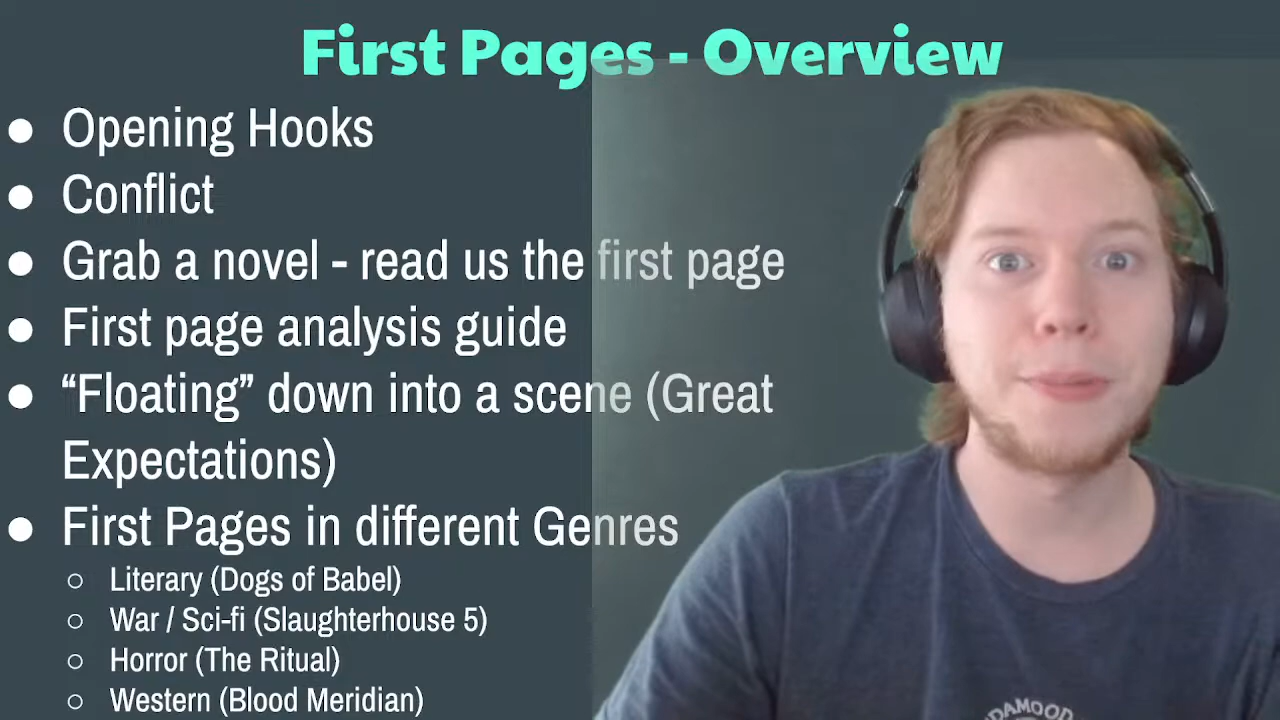 First Pages - Overview
● Opening Hooks
● Conflict
● Grab a novel - read us the first page
● First page analysis guide
● “Floating” down into a scene (Great
Expectations)
● First Pages in different Genres
○ Literary (Dogs of Babel)
○ War / Sci-fi (Slaughterhouse 5)
○ Horror (The Ritual)
○ Western (Blood Meridian)